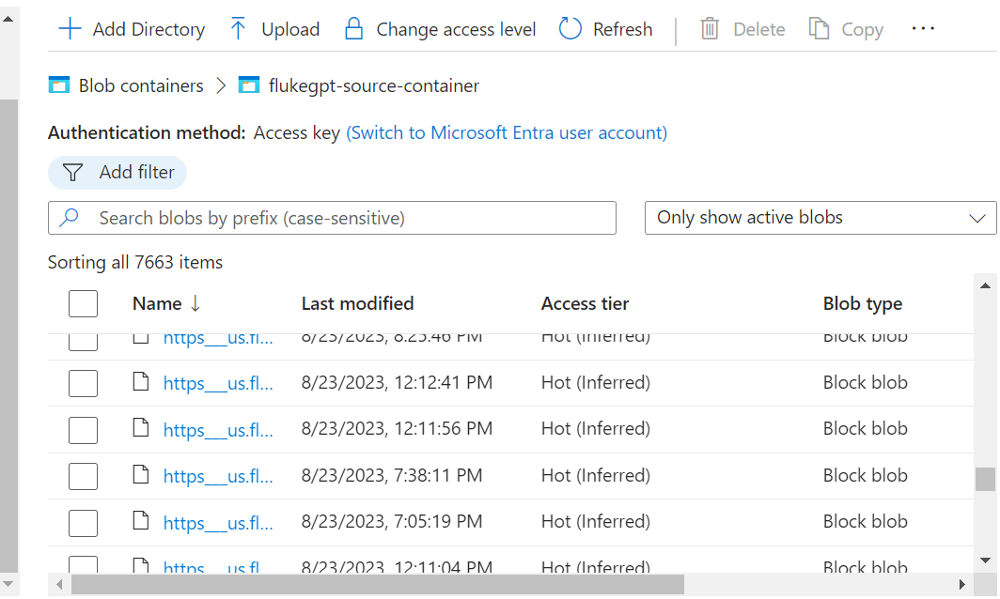 Add Directory Upload Change access level Refresh Delete Copy ...
Blob containers > flukegpt-source-container
Authentication method: Access key (Switch to Microsoft Entra user account)
Add filter
Search blobs by prefix (case-sensitive) Only show active blobs
Sorting all 7663 items
Name ↓ Last modified Access tier Blob type
https___us.fl... 8/23/2023, 8:25:46 PM Hot (Inferred) Block blob
https___us.fl... 8/23/2023, 12:12:41 PM Hot (Inferred) Block blob
https___us.fl... 8/23/2023, 12:11:56 PM Hot (Inferred) Block blob
https___us.fl... 8/23/2023, 7:38:11 PM Hot (Inferred) Block blob
https___us.fl... 8/23/2023, 7:05:19 PM Hot (Inferred) Block blob
https___us.fl... 8/23/2023, 12:11:04 PM Hot (Inferred) Block blob